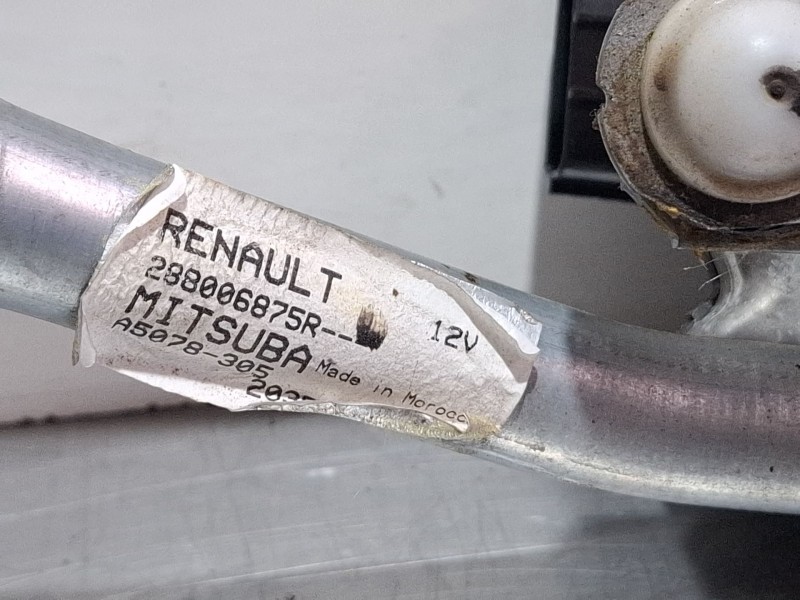 RENAULT
288006875R--
12V
MITSUBA
A5078-305
Made in Morocc